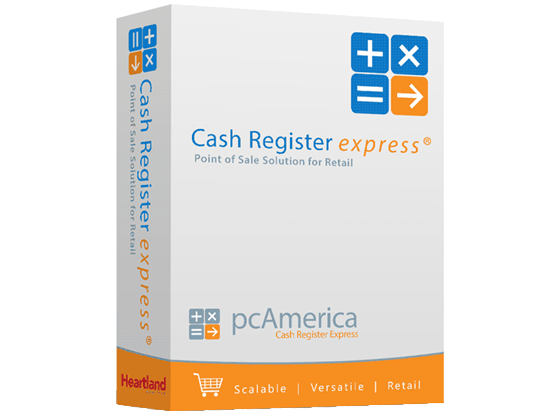 Cash Register express®
Point of Sale Solution for Retail
Cash Register express®
Point of Sale Solution for Retail
pcAmerica
Cash Register Express
Heartland
Scalable | Versatile | Retail